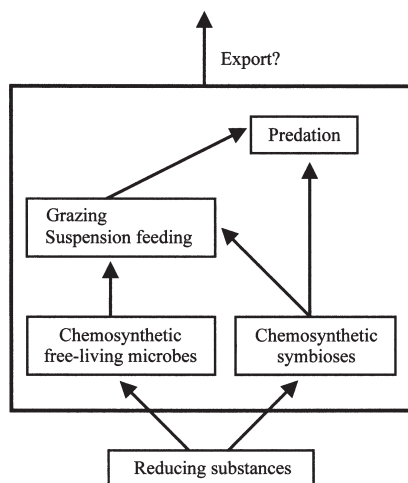 Export?
Predation
Grazing
Suspension feeding
Chemosynthetic
free-living microbes
Chemosynthetic
symbioses
Reducing substances